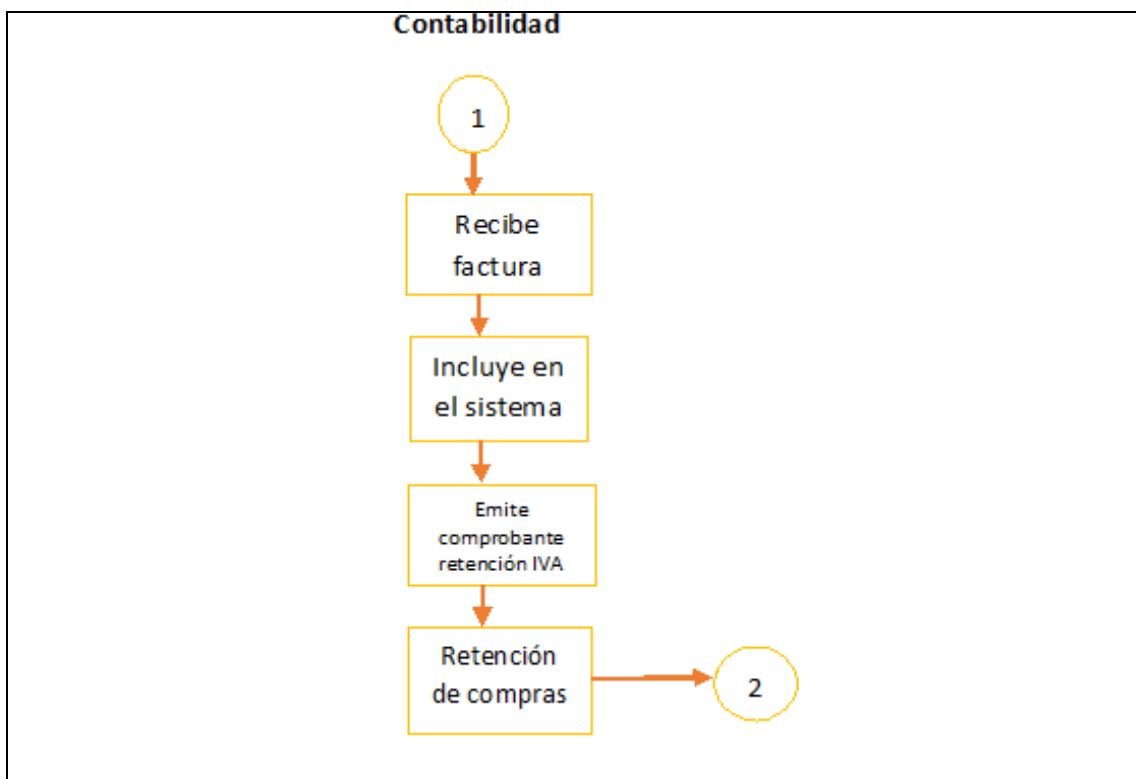 Contabilidad
1
Recibe
factura
Incluye en
el sistema
Emite
comprobante
retención IVA
Retención
de compras
2